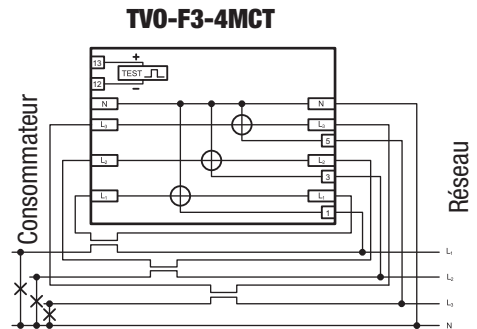 TVO-F3-4MCT
13
+
TEST
12
–
N
N
L₃
L₃
5
L₂
L₂
3
L₁
L₁
1
Consommateur
Réseau
L₁
L₂
L₃
N